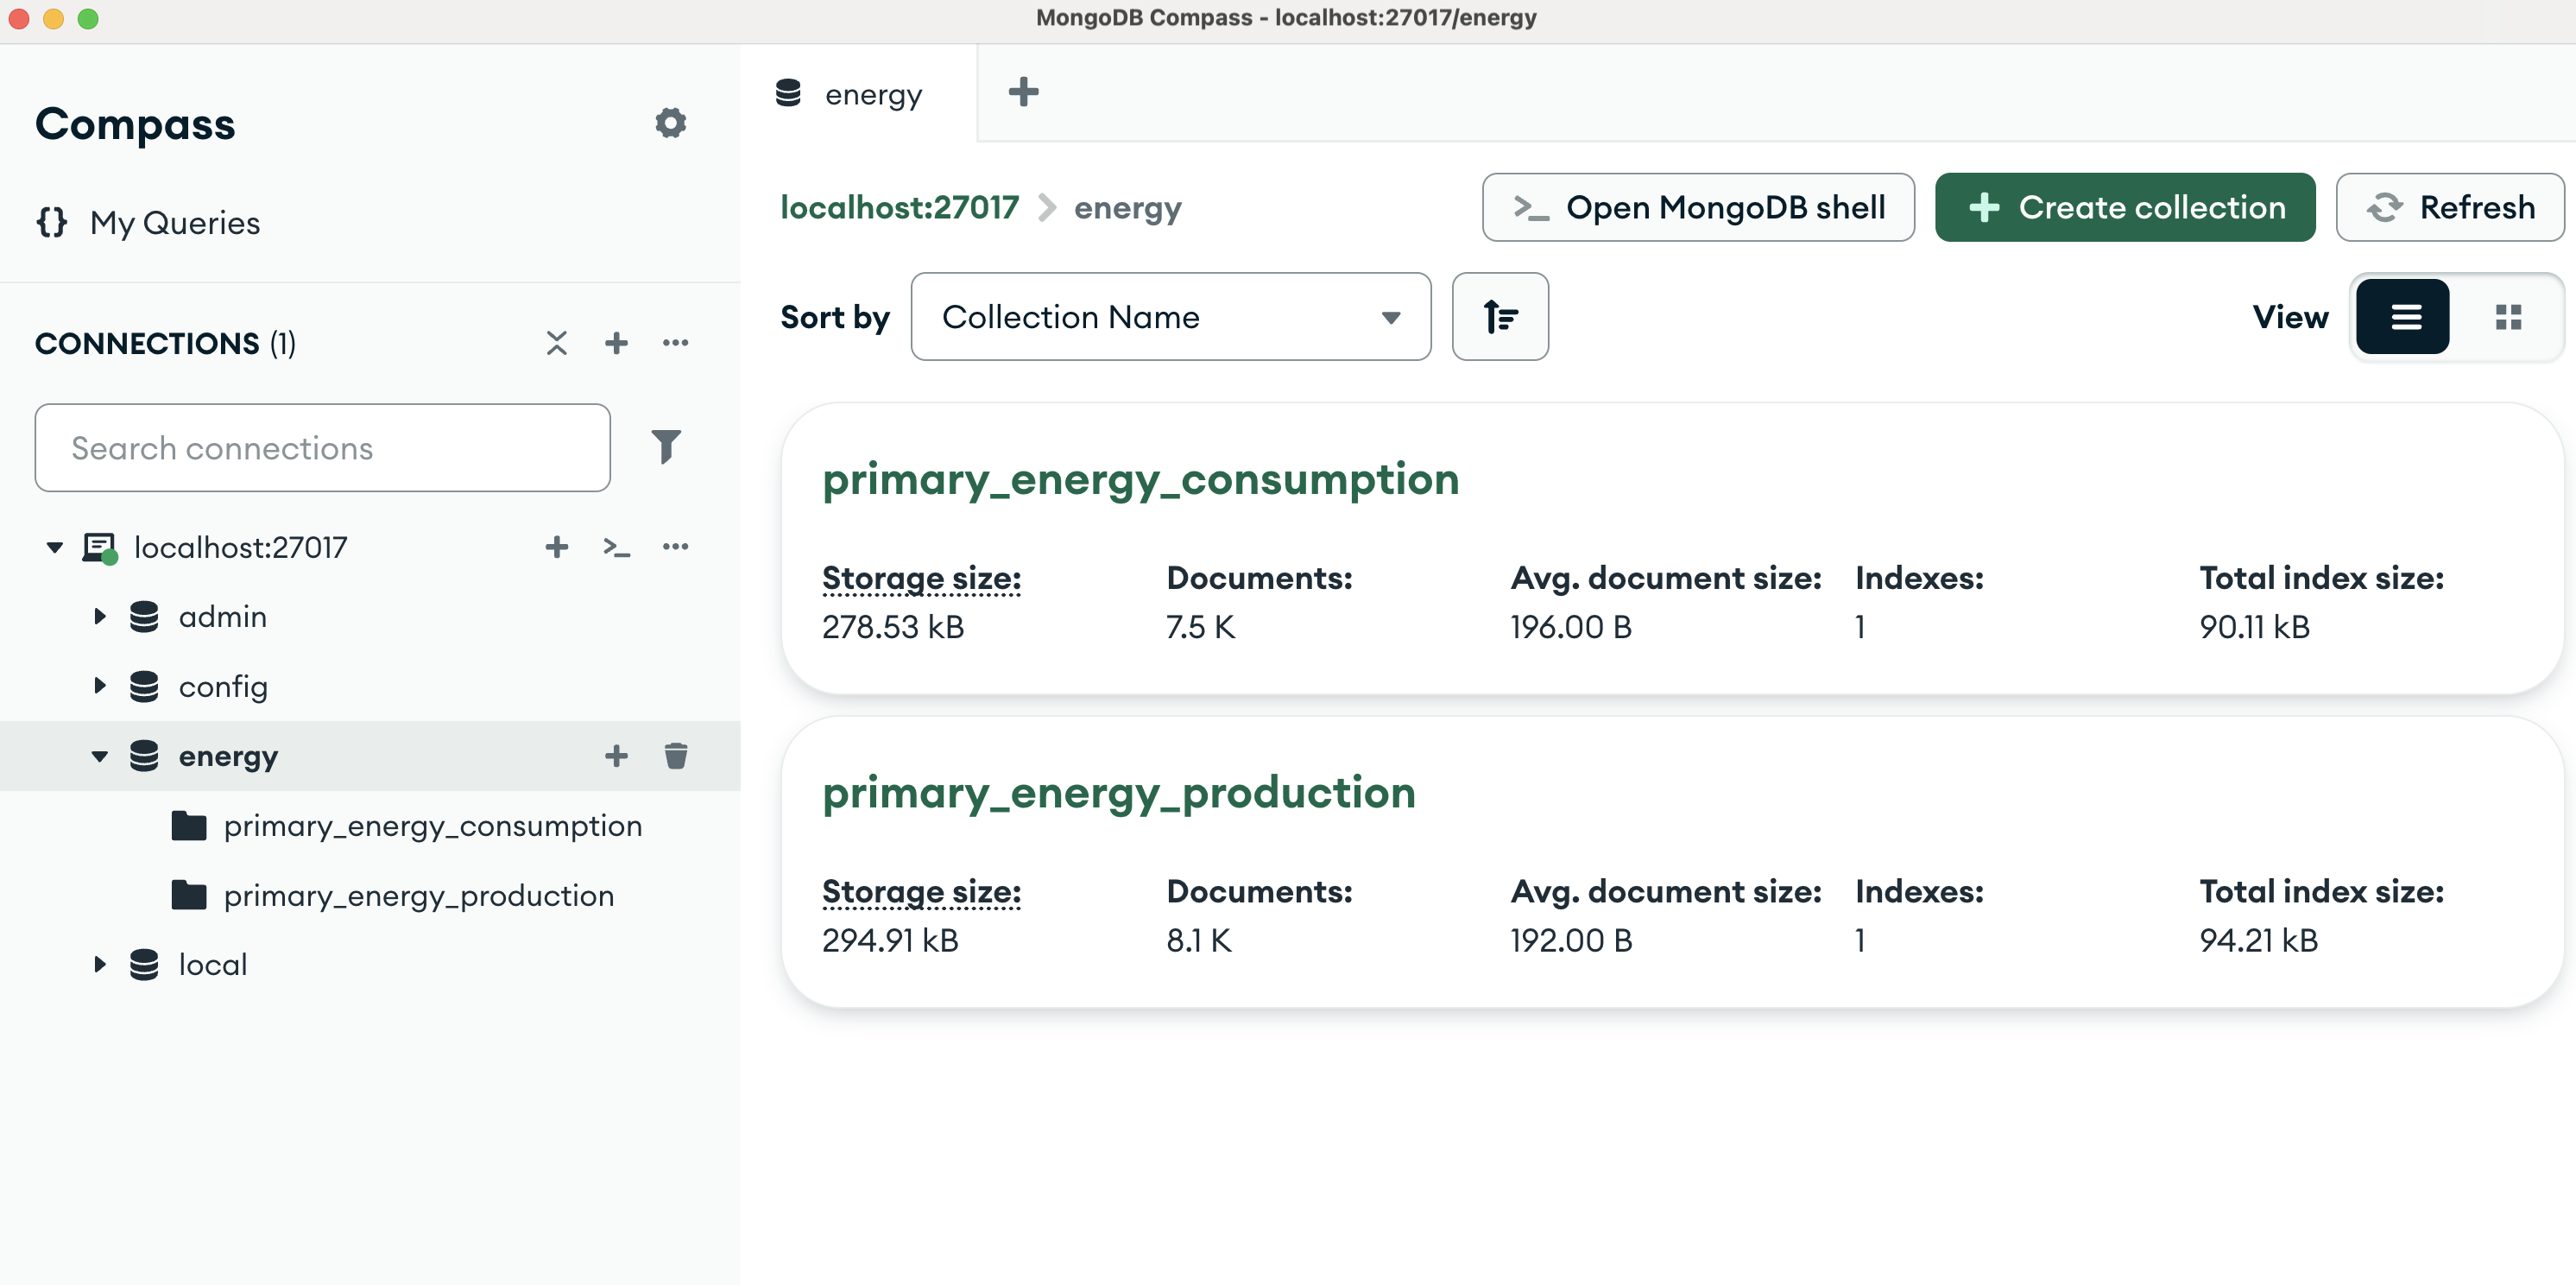 MongoDB Compass - localhost:27017/energy
Compass
{} My Queries
CONNECTIONS (1)
Search connections
localhost:27017
admin
config
energy
primary_energy_consumption
primary_energy_production
local
energy
localhost:27017 energy
Open MongoDB shell
Create collection
Refresh
Sort by
Collection Name
View
primary_energy_consumption
Storage size: Documents: Avg. document size: Indexes: Total index size:
278.53 kB 7.5 K 196.00 B 1 90.11 kB
primary_energy_production
Storage size: Documents: Avg. document size: Indexes: Total index size:
294.91 kB 8.1 K 192.00 B 1 94.21 kB